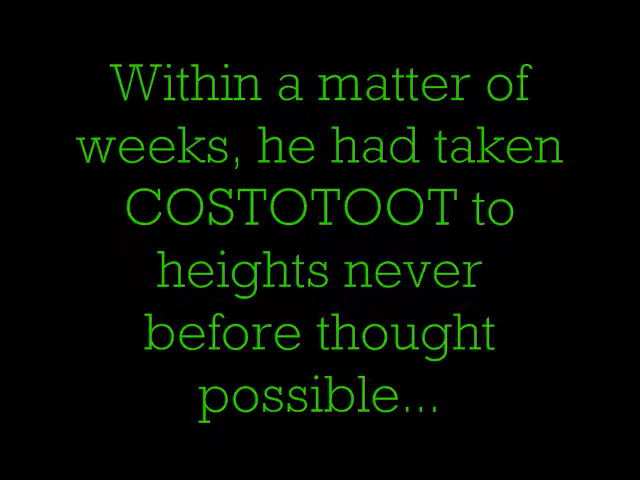 Within a matter of
weeks, he had taken
COSTOTOOT to
heights never
before thought
possible...